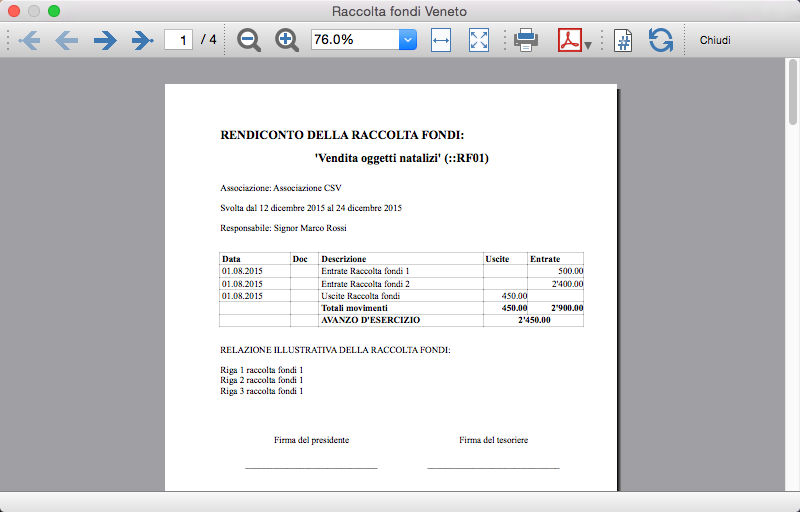 Raccolta fondi Veneto
1 / 4 76.0% # Chiudi
RENDICONTO DELLA RACCOLTA FONDI:
'Vendita oggetti natalizi' (::RF01)
Associazione: Associazione CSV
Svolta dal 12 dicembre 2015 al 24 dicembre 2015
Responsabile: Signor Marco Rossi
Data Doc Descrizione Uscite Entrate
01.08.2015 Entrate Raccolta fondi 1 500.00
01.08.2015 Entrate Raccolta fondi 2 2'400.00
01.08.2015 Uscite Raccolta fondi 450.00
Totali movimenti 450.00 2'900.00
AVANZO D'ESERCIZIO 2'450.00
RELAZIONE ILLUSTRATIVA DELLA RACCOLTA FONDI:
Riga 1 raccolta fondi 1
Riga 2 raccolta fondi 1
Riga 3 raccolta fondi 1
Firma del presidente Firma del tesoriere